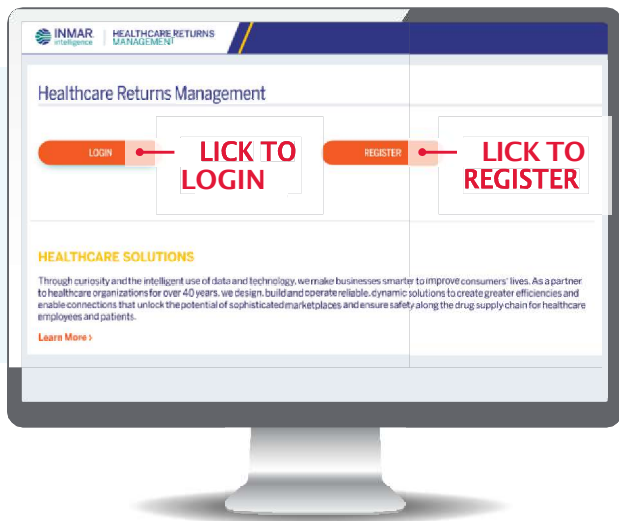 INMAR intelligence
HEALTHCARE RETURNS MANAGEMENT
Healthcare Returns Management
LOGIN
LICK TO
LOGIN
REGISTER
LICK TO
REGISTER
HEALTHCARE SOLUTIONS
Through curiosity and the intelligent use of data and technology, we make businesses smarter to improve consumers' lives. As a partner
to healthcare organizations for over 40 years, we design, build and operate reliable, dynamic solutions to create greater efficiencies and
enable connections that unlock the potential of sophisticated marketplaces and ensure safety along the drug supply chain for healthcare
employees and patients.
Learn More >